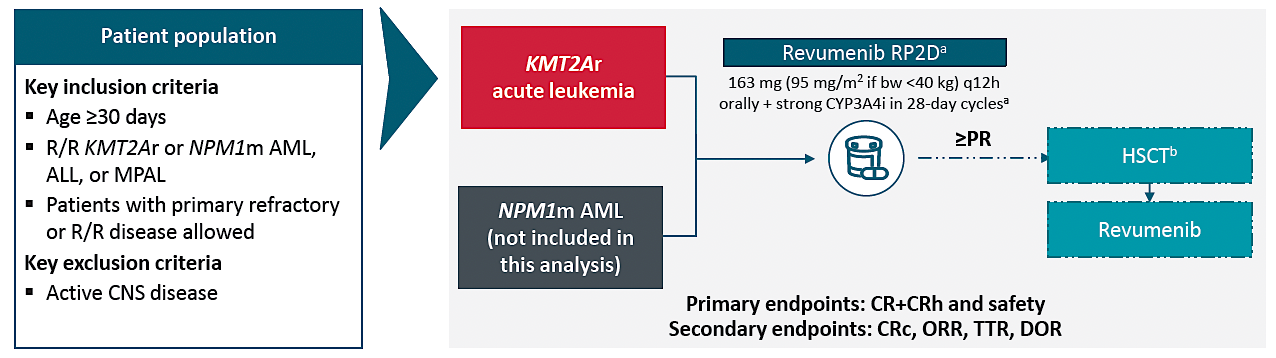 Patient population
Key inclusion criteria
▪ Age ≥30 days
▪ R/R KMT2Ar or NPM1m AML,
ALL, or MPAL
▪ Patients with primary refractory
or R/R disease allowed
Key exclusion criteria
▪ Active CNS disease
KMT2Ar
acute leukemia
NPM1m AML
(not included in
this analysis)
Revumenib RP2Dᵃ
163 mg (95 mg/m² if bw <40 kg) q12h
orally + strong CYP3A4i in 28-day cyclesᵃ
≥PR
HSCTᵇ
Revumenib
Primary endpoints: CR+CRh and safety
Secondary endpoints: CRc, ORR, TTR, DOR